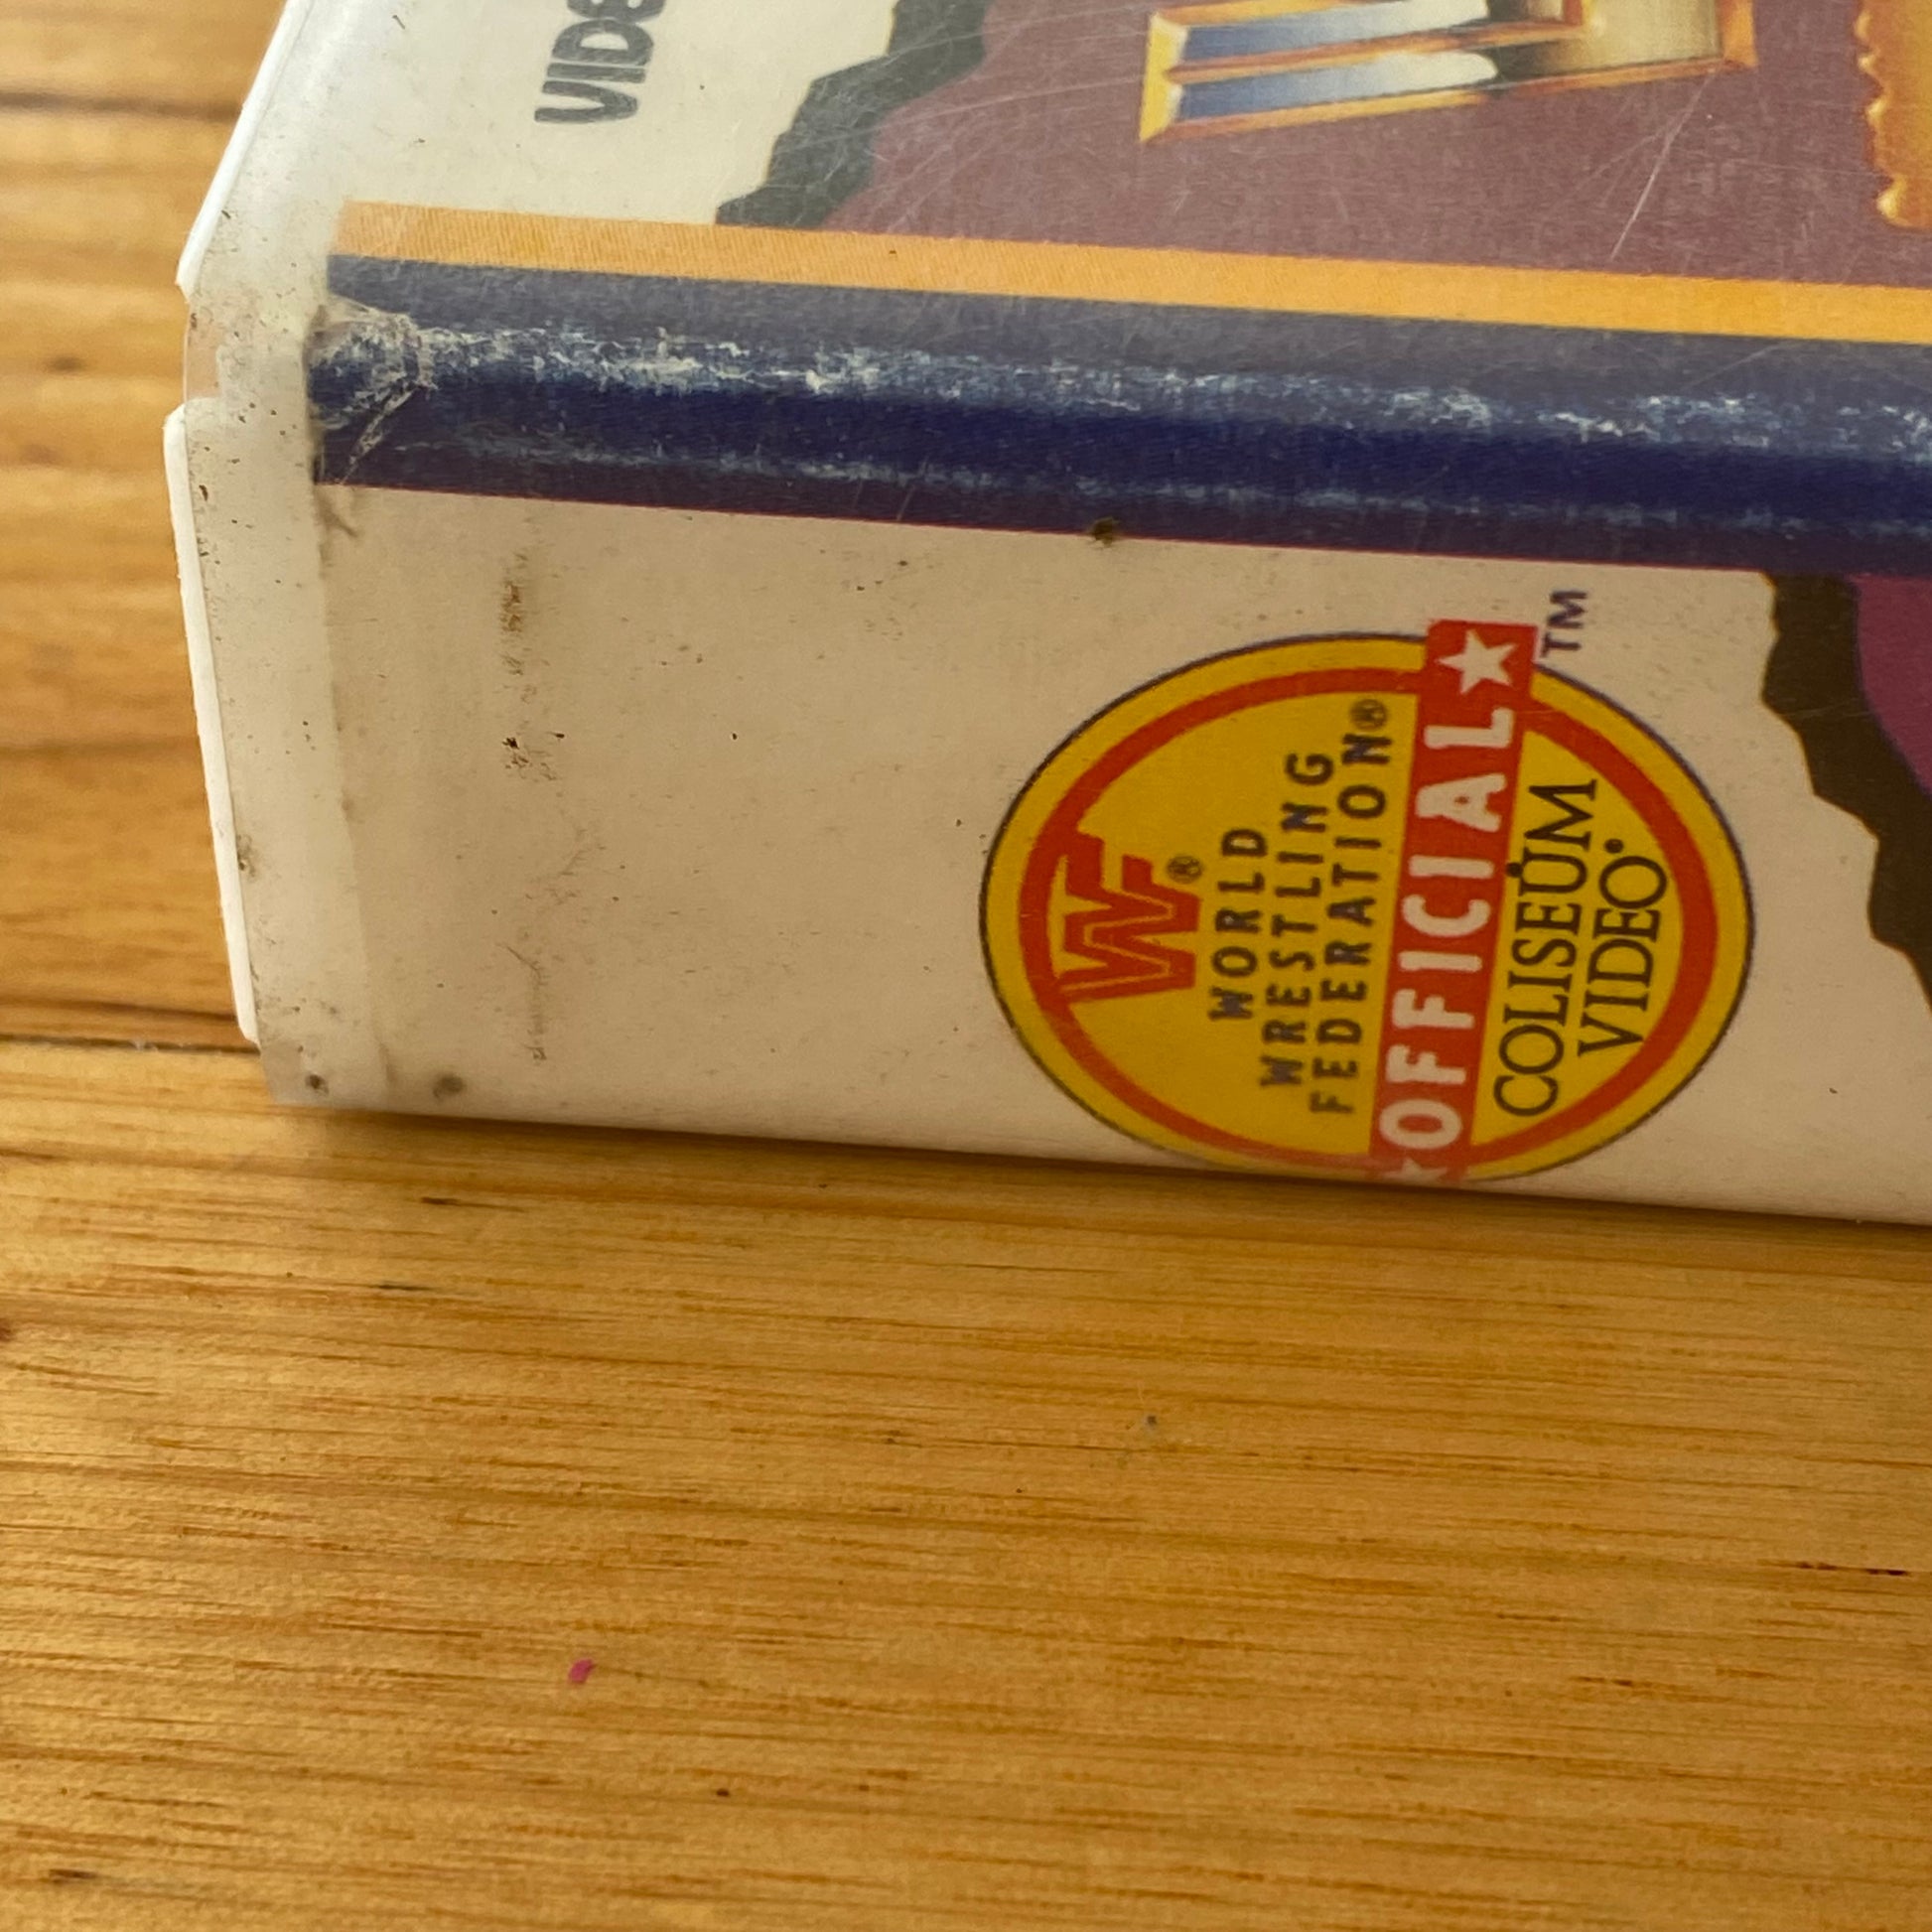 WF®
WORLD
WRESTLING
FEDERATION®
OFFICIAL
TM
COLISEUM
VIDEO